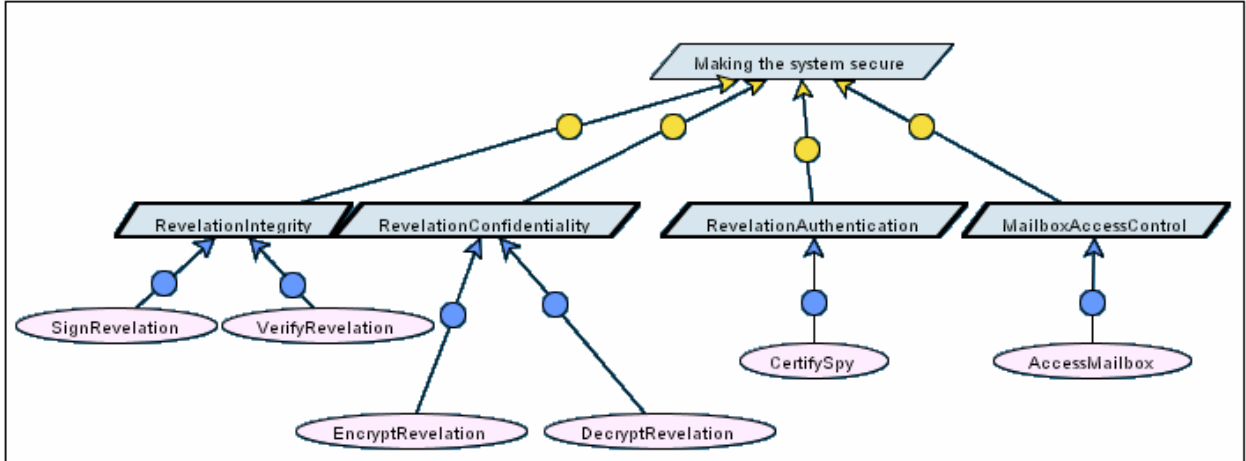 Making the system secure
RevelationIntegrity
RevelationConfidentiality
RevelationAuthentication
MailboxAccessControl
SignRevelation
VerifyRevelation
CertifySpy
AccessMailbox
EncryptRevelation
DecryptRevelation